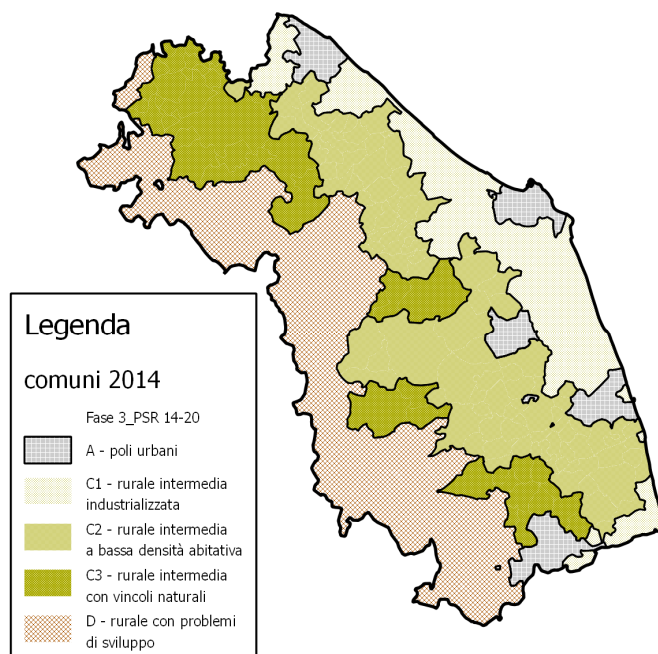 Legenda
comuni 2014
Fase 3_PSR 14-20
A - poli urbani
C1 - rurale intermedia
industrializzata
C2 - rurale intermedia
a bassa densità abitativa
C3 - rurale intermedia
con vincoli naturali
D - rurale con problemi
di sviluppo